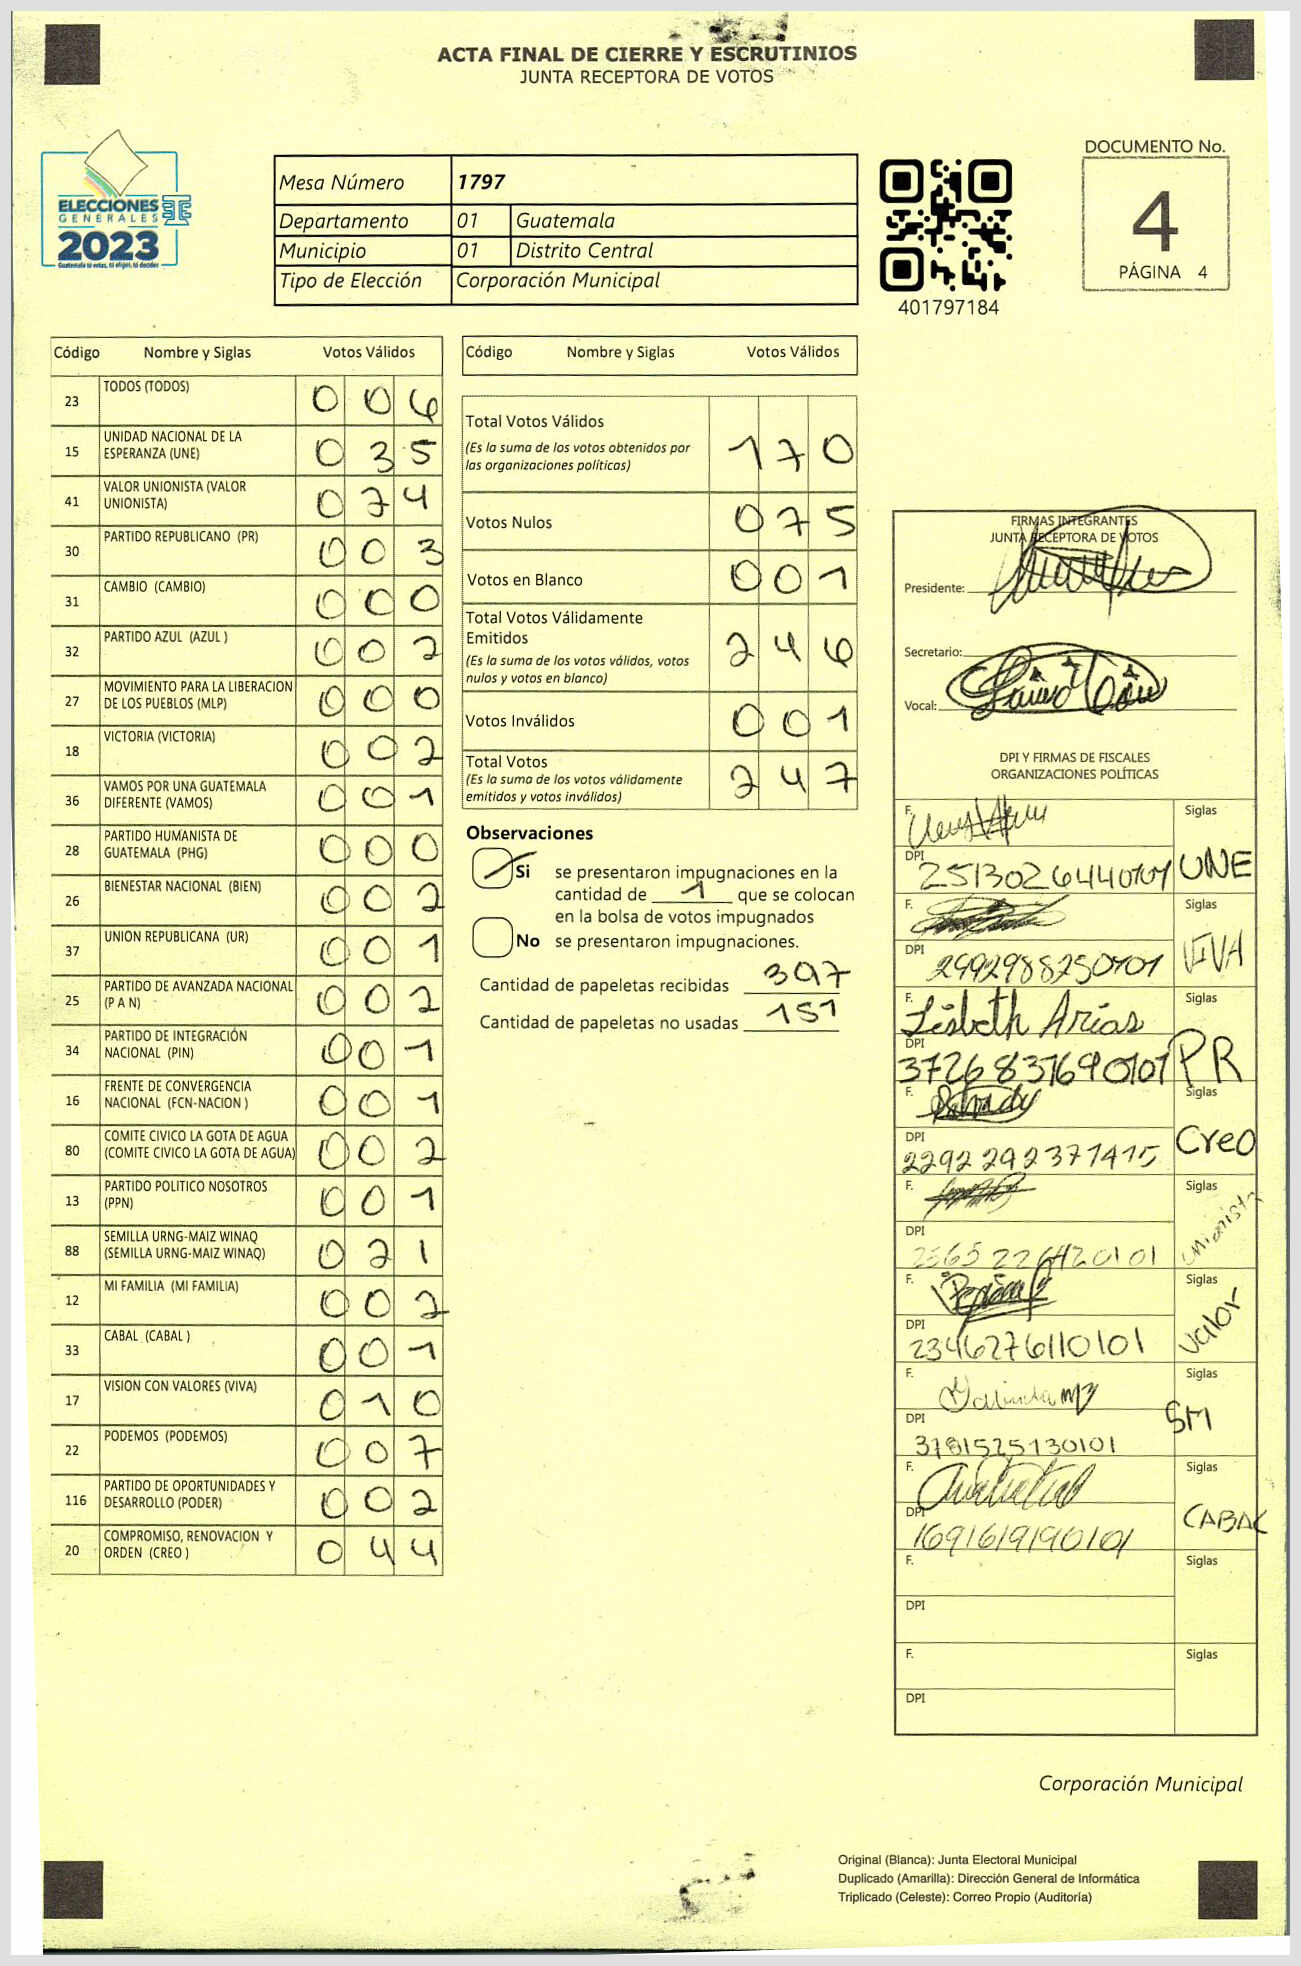 ACTA FINAL DE CIERRE Y ESCRUTINIOS
JUNTA RECEPTORA DE VOTOS
ELECCIONES
GENERALES
2023
Guatemala tú votas, tú eliges, tú decides
Mesa Número 1797
Departamento 01 Guatemala
Municipio 01 Distrito Central
Tipo de Elección Corporación Municipal
401797184
DOCUMENTO No.
4
PÁGINA 4
Código Nombre y Siglas Votos Válidos
23 TODOS (TODOS) 0 0 6
15 UNIDAD NACIONAL DE LA ESPERANZA (UNE) 0 3 5
41 VALOR UNIONISTA (VALOR UNIONISTA) 0 2 4
30 PARTIDO REPUBLICANO (PR) 0 0 3
31 CAMBIO (CAMBIO) 0 0 0
32 PARTIDO AZUL (AZUL ) 0 0 2
27 MOVIMIENTO PARA LA LIBERACION DE LOS PUEBLOS (MLP) 0 0 0
18 VICTORIA (VICTORIA) 0 0 2
36 VAMOS POR UNA GUATEMALA DIFERENTE (VAMOS) 0 0 1
28 PARTIDO HUMANISTA DE GUATEMALA (PHG) 0 0 0
26 BIENESTAR NACIONAL (BIEN) 0 0 2
37 UNION REPUBLICANA (UR) 0 0 1
25 PARTIDO DE AVANZADA NACIONAL (P A N) 0 0 2
34 PARTIDO DE INTEGRACIÓN NACIONAL (PIN) 0 0 1
16 FRENTE DE CONVERGENCIA NACIONAL (FCN-NACION ) 0 0 1
80 COMITE CIVICO LA GOTA DE AGUA (COMITE CIVICO LA GOTA DE AGUA) 0 0 2
13 PARTIDO POLITICO NOSOTROS (PPN) 0 0 1
88 SEMILLA URNG-MAIZ WINAQ (SEMILLA URNG-MAIZ WINAQ) 0 2 1
12 MI FAMILIA (MI FAMILIA) 0 0 2
33 CABAL (CABAL ) 0 0 1
17 VISION CON VALORES (VIVA) 0 1 0
22 PODEMOS (PODEMOS) 0 0 7
116 PARTIDO DE OPORTUNIDADES Y DESARROLLO (PODER) 0 0 2
20 COMPROMISO, RENOVACION Y ORDEN (CREO ) 0 4 4
Código Nombre y Siglas Votos Válidos
Total Votos Válidos 1 7 0
(Es la suma de los votos obtenidos por
las organizaciones políticas)
Votos Nulos 0 7 5
Votos en Blanco 0 0 1
Total Votos Válidamente
Emitidos 2 4 6
(Es la suma de los votos válidos, votos
nulos y votos en blanco)
Votos Inválidos 0 0 1
Total Votos 2 4 7
(Es la suma de los votos válidamente
emitidos y votos inválidos)
Observaciones
Si se presentaron impugnaciones en la
cantidad de 1 que se colocan
en la bolsa de votos impugnados
No se presentaron impugnaciones.
Cantidad de papeletas recibidas 397
Cantidad de papeletas no usadas 151
FIRMAS INTEGRANTES
JUNTA RECEPTORA DE VOTOS
Presidente:
Secretario:
Vocal:
DPI Y FIRMAS DE FISCALES
ORGANIZACIONES POLÍTICAS
F. Siglas
DPI 2513026440101 UNE
F. Siglas
DPI 2992988250101 VIVA
F. Lisbeth Arias Siglas
DPI 3726831690101 PR
F. Siglas
DPI 2292 292371415 Creo
F. Siglas
DPI 2365 226420101 Unionista
F. Siglas
DPI 2346276110101 Valor
F. Siglas
DPI 3781525130101 SM
F. Siglas
DPI 1691619190101 CABAL
F. Siglas
DPI
F. Siglas
DPI
Corporación Municipal
Original (Blanca): Junta Electoral Municipal
Duplicado (Amarilla): Dirección General de Informática
Triplicado (Celeste): Correo Propio (Auditoría)